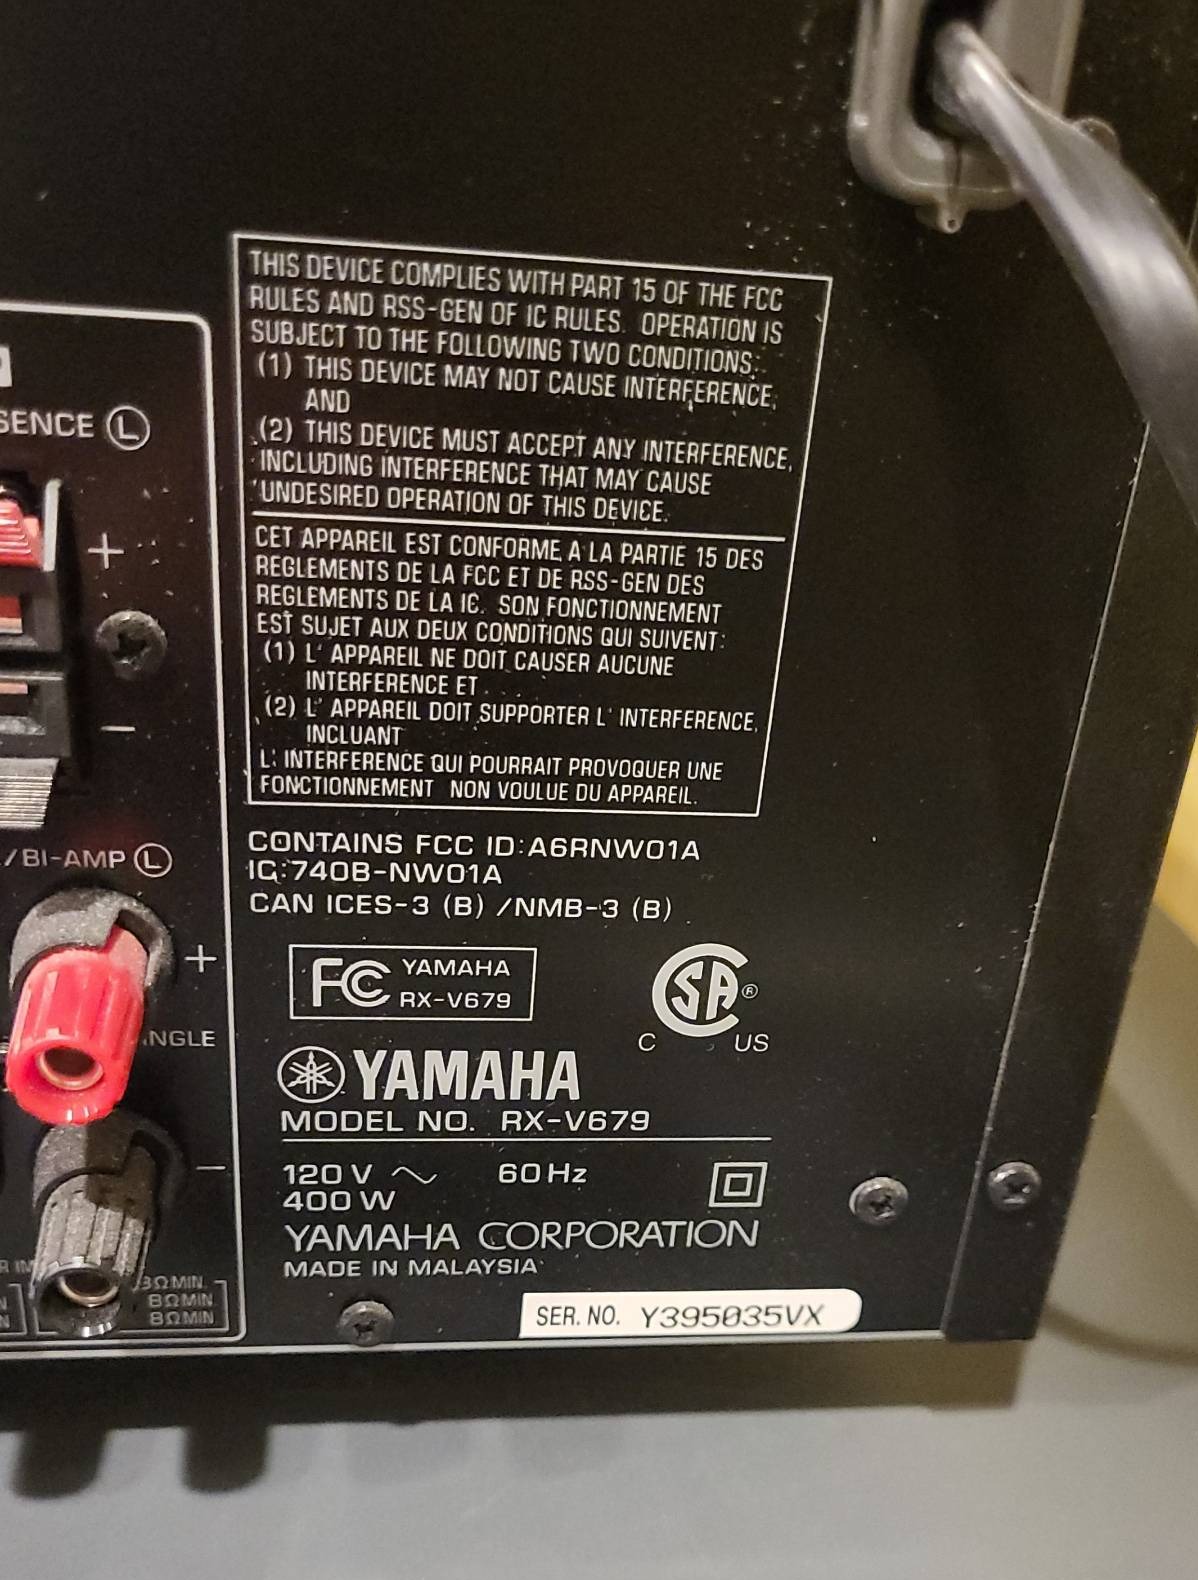 THIS DEVICE COMPLIES WITH PART 15 OF THE FCC
RULES AND RSS-GEN OF IC RULES. OPERATION IS
SUBJECT TO THE FOLLOWING TWO CONDITIONS:
(1) THIS DEVICE MAY NOT CAUSE INTERFERENCE,
AND
(2) THIS DEVICE MUST ACCEPT ANY INTERFERENCE,
INCLUDING INTERFERENCE THAT MAY CAUSE
UNDESIRED OPERATION OF THIS DEVICE.
CET APPAREIL EST CONFORME A LA PARTIE 15 DES
REGLEMENTS DE LA FCC ET DE RSS-GEN DES
REGLEMENTS DE LA IC. SON FONCTIONNEMENT
EST SUJET AUX DEUX CONDITIONS QUI SUIVENT:
(1) L' APPAREIL NE DOIT CAUSER AUCUNE
INTERFERENCE ET
(2) L' APPAREIL DOIT SUPPORTER L' INTERFERENCE,
INCLUANT
L' INTERFERENCE QUI POURRAIT PROVOQUER UNE
FONCTIONNEMENT NON VOULUE DU APPAREIL.
CONTAINS FCC ID:A6RNW01A
IC:740B-NW01A
CAN ICES-3 (B) /NMB-3 (B)
FC YAMAHA
RX-V679
CSA ®
C US
YAMAHA
MODEL NO. RX-V679
120 V ~ 60 Hz
400 W
YAMAHA CORPORATION
MADE IN MALAYSIA
SER. NO. Y395035VX
L
+
−
/BI-AMP L
+
−
8Ω MIN.
8Ω MIN.
8Ω MIN.